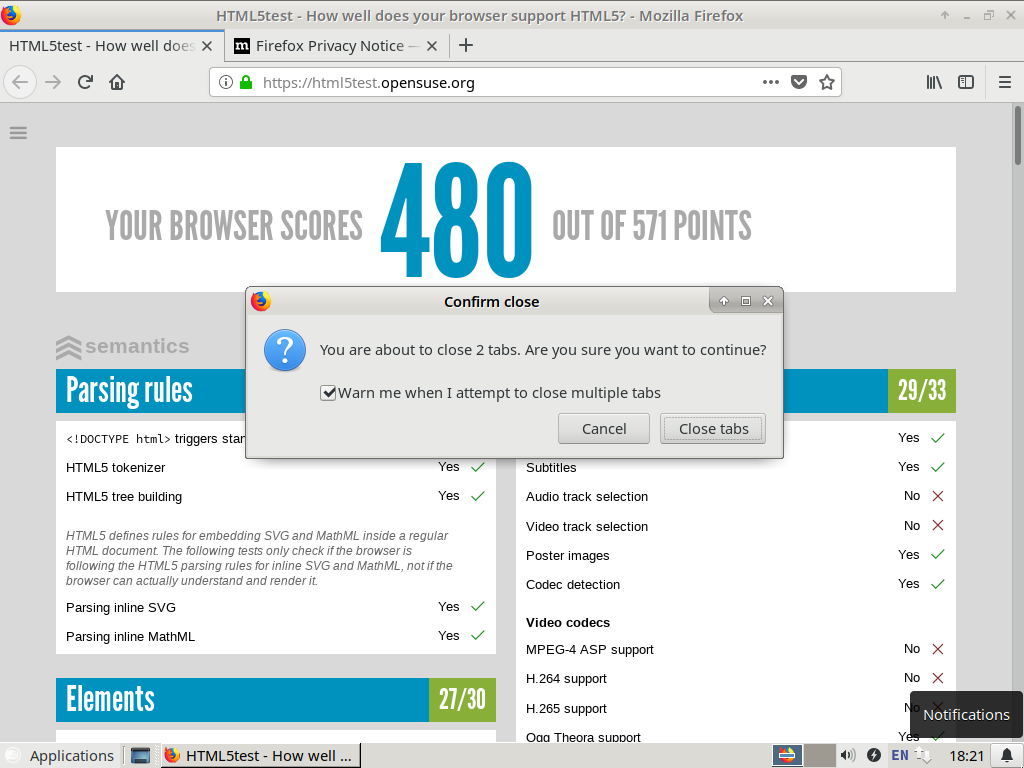 HTML5test - How well does your browser support HTML5? - Mozilla Firefox
HTML5test - How well does
Firefox Privacy Notice —
https://html5test.opensuse.org
YOUR BROWSER SCORES 480 OUT OF 571 POINTS
semantics
Parsing rules
29/33
Confirm close
You are about to close 2 tabs. Are you sure you want to continue?
Warn me when I attempt to close multiple tabs
Cancel
Close tabs
<!DOCTYPE html> triggers stan
HTML5 tokenizer Yes
HTML5 tree building Yes
HTML5 defines rules for embedding SVG and MathML inside a regular
HTML document. The following tests only check if the browser is
following the HTML5 parsing rules for inline SVG and MathML, not if the
browser can actually understand and render it.
Parsing inline SVG Yes
Parsing inline MathML Yes
Elements 27/30
Yes
Subtitles Yes
Audio track selection No
Video track selection No
Poster images Yes
Codec detection Yes
Video codecs
MPEG-4 ASP support No
H.264 support No
H.265 support No
Ogg Theora support Yes
Notifications
Applications
HTML5test - How well ...
EN
18:21